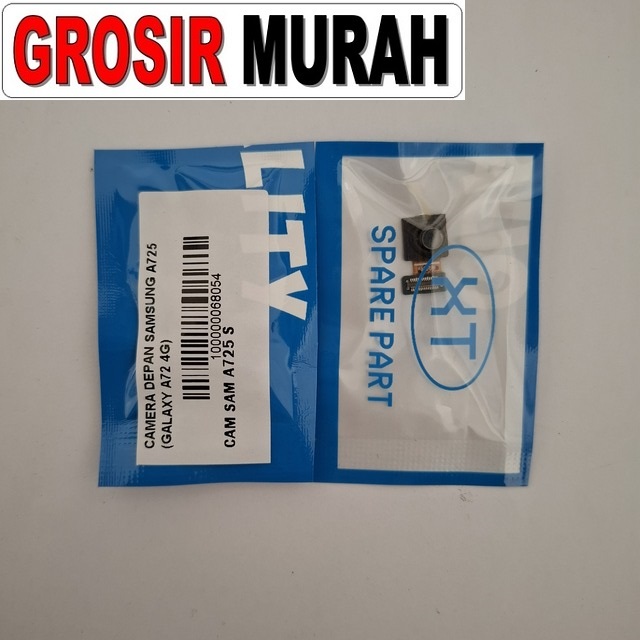 GROSIR MURAH
LITY
CAMERA DEPAN SAMSUNG A725
(GALAXY A72 4G)
100000068054
CAM SAM A725 S
XT
SPARE PART